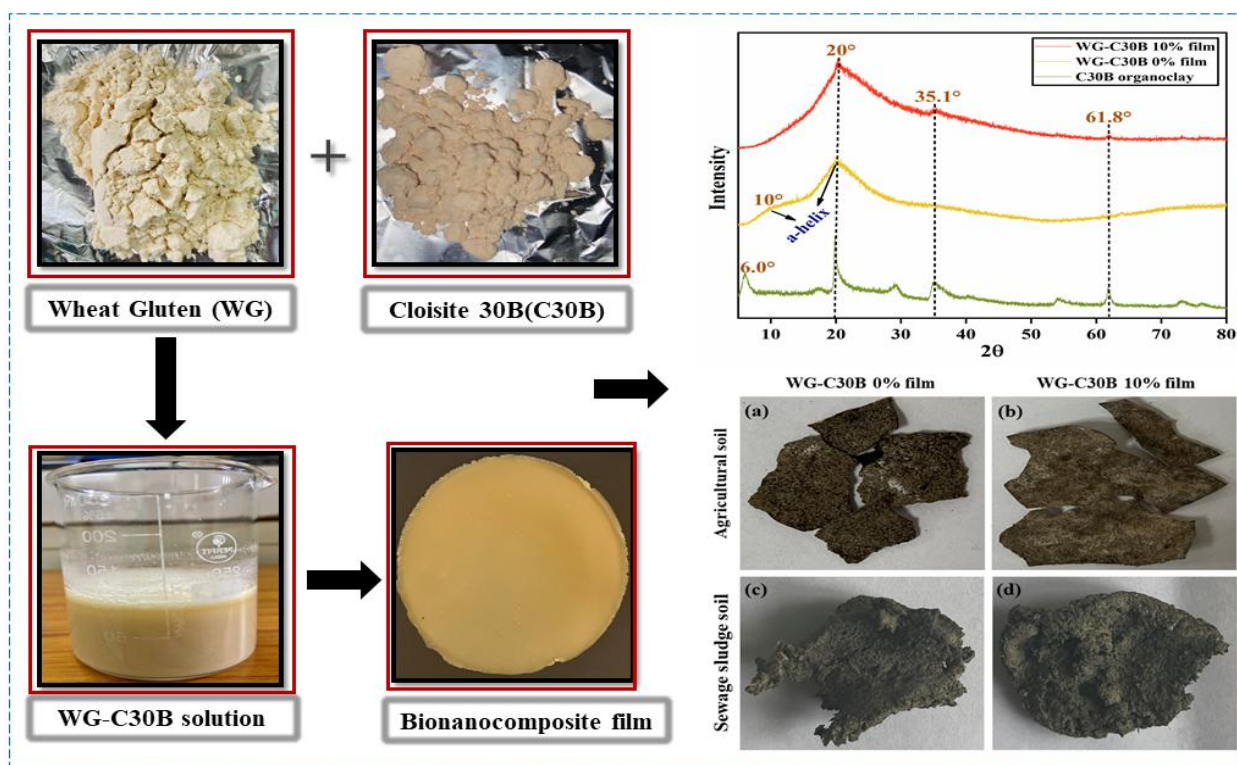 Wheat Gluten (WG)
+
Cloisite 30B(C30B)
WG-C30B solution
200
50
Bionanocomposite film
WG-C30B 10% film
WG-C30B 0% film
C30B organoclay
20°
35.1°
61.8°
10°
a-helix
6.0°
Intensity
10 20 30 40 50 60 70 80
2θ
WG-C30B 0% film
WG-C30B 10% film
Agricultural soil
(a)
(b)
Sewage sludge soil
(c)
(d)